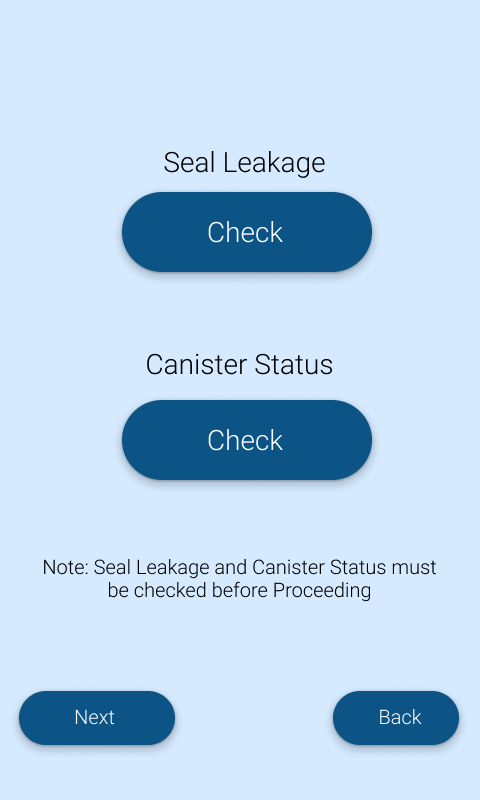 Seal Leakage
Check
Canister Status
Check
Note: Seal Leakage and Canister Status must
be checked before Proceeding
Next
Back